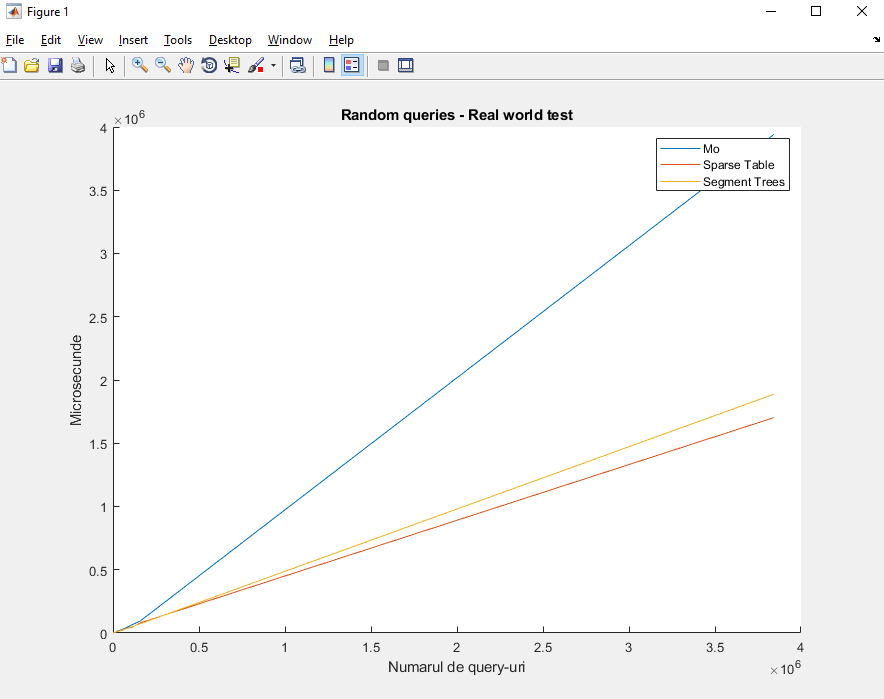 Figure 1
File Edit View Insert Tools Desktop Window Help
Random queries - Real world test
×10^6
4
3.5
3
2.5
2
1.5
1
0.5
0
Microsecunde
Mo
Sparse Table
Segment Trees
0 0.5 1 1.5 2 2.5 3 3.5 4
Numarul de query-uri
×10^6